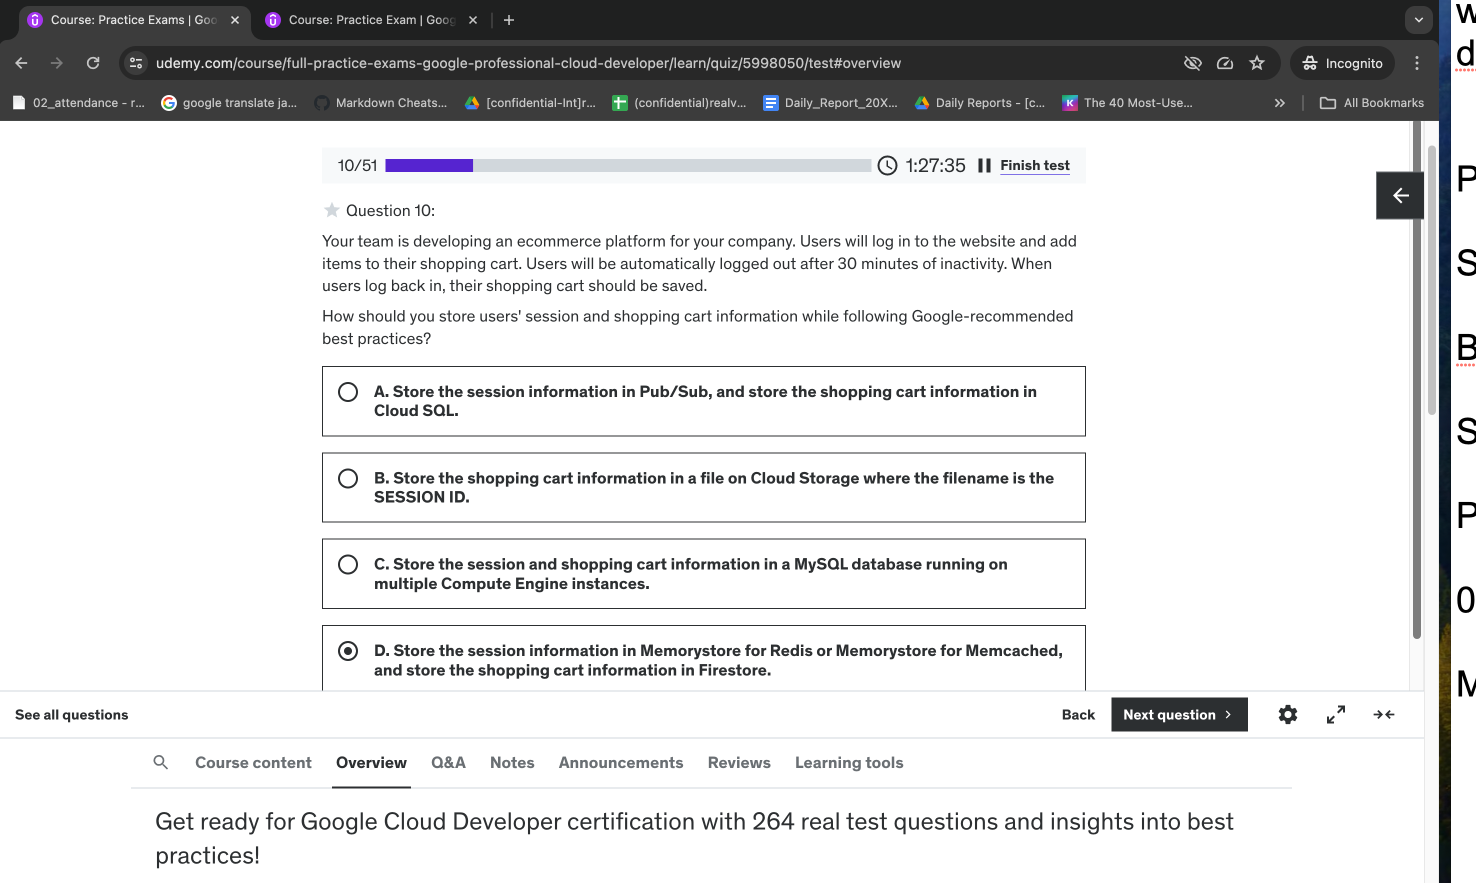 Course: Practice Exams | Goo
Course: Practice Exam | Goog
udemy.com/course/full-practice-exams-google-professional-cloud-developer/learn/quiz/5998050/test#overview
Incognito
02_attendance - r...
google translate ja...
Markdown Cheats...
[confidential-Int]r...
(confidential)realv...
Daily_Report_20X...
Daily Reports - [c...
The 40 Most-Use...
All Bookmarks
10/51
1:27:35
Finish test
Question 10:
Your team is developing an ecommerce platform for your company. Users will log in to the website and add
items to their shopping cart. Users will be automatically logged out after 30 minutes of inactivity. When
users log back in, their shopping cart should be saved.
How should you store users' session and shopping cart information while following Google-recommended
best practices?
A. Store the session information in Pub/Sub, and store the shopping cart information in
Cloud SQL.
B. Store the shopping cart information in a file on Cloud Storage where the filename is the
SESSION ID.
C. Store the session and shopping cart information in a MySQL database running on
multiple Compute Engine instances.
D. Store the session information in Memorystore for Redis or Memorystore for Memcached,
and store the shopping cart information in Firestore.
See all questions
Back
Next question
Course content
Overview
Q&A
Notes
Announcements
Reviews
Learning tools
Get ready for Google Cloud Developer certification with 264 real test questions and insights into best
practices!